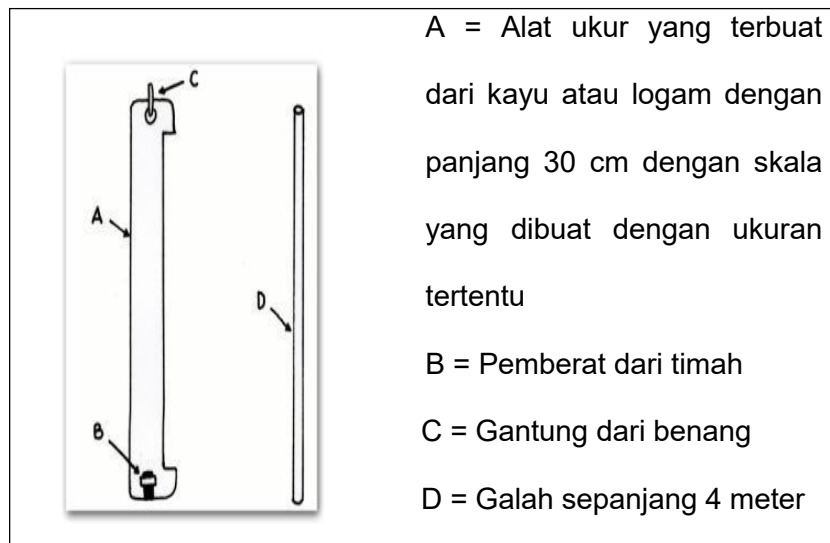 A = Alat ukur yang terbuat
dari kayu atau logam dengan
panjang 30 cm dengan skala
yang dibuat dengan ukuran
tertentu
B = Pemberat dari timah
C = Gantung dari benang
D = Galah sepanjang 4 meter
C
A
D
B